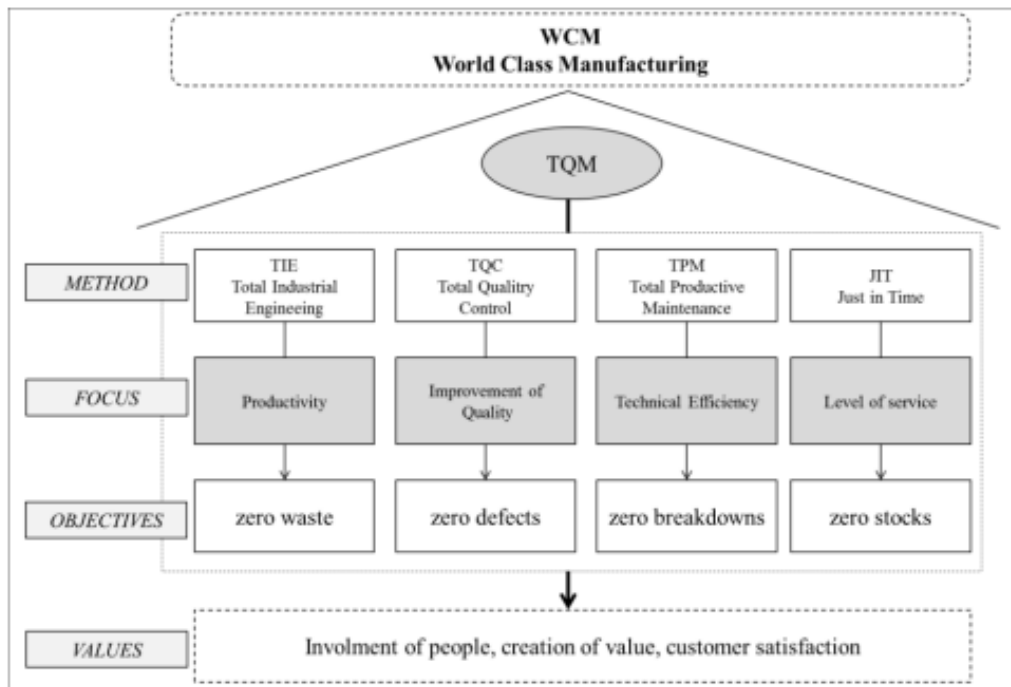 WCM
World Class Manufacturing
TQM
METHOD
TIE
Total Industrial
Engineering
TQC
Total Qualitry
Control
TPM
Total Productive
Maintenance
JIT
Just in Time
FOCUS
Productivity
Improvement of
Quality
Technical Efficiency
Level of service
OBJECTIVES
zero waste
zero defects
zero breakdowns
zero stocks
VALUES
Involment of people, creation of value, customer satisfaction